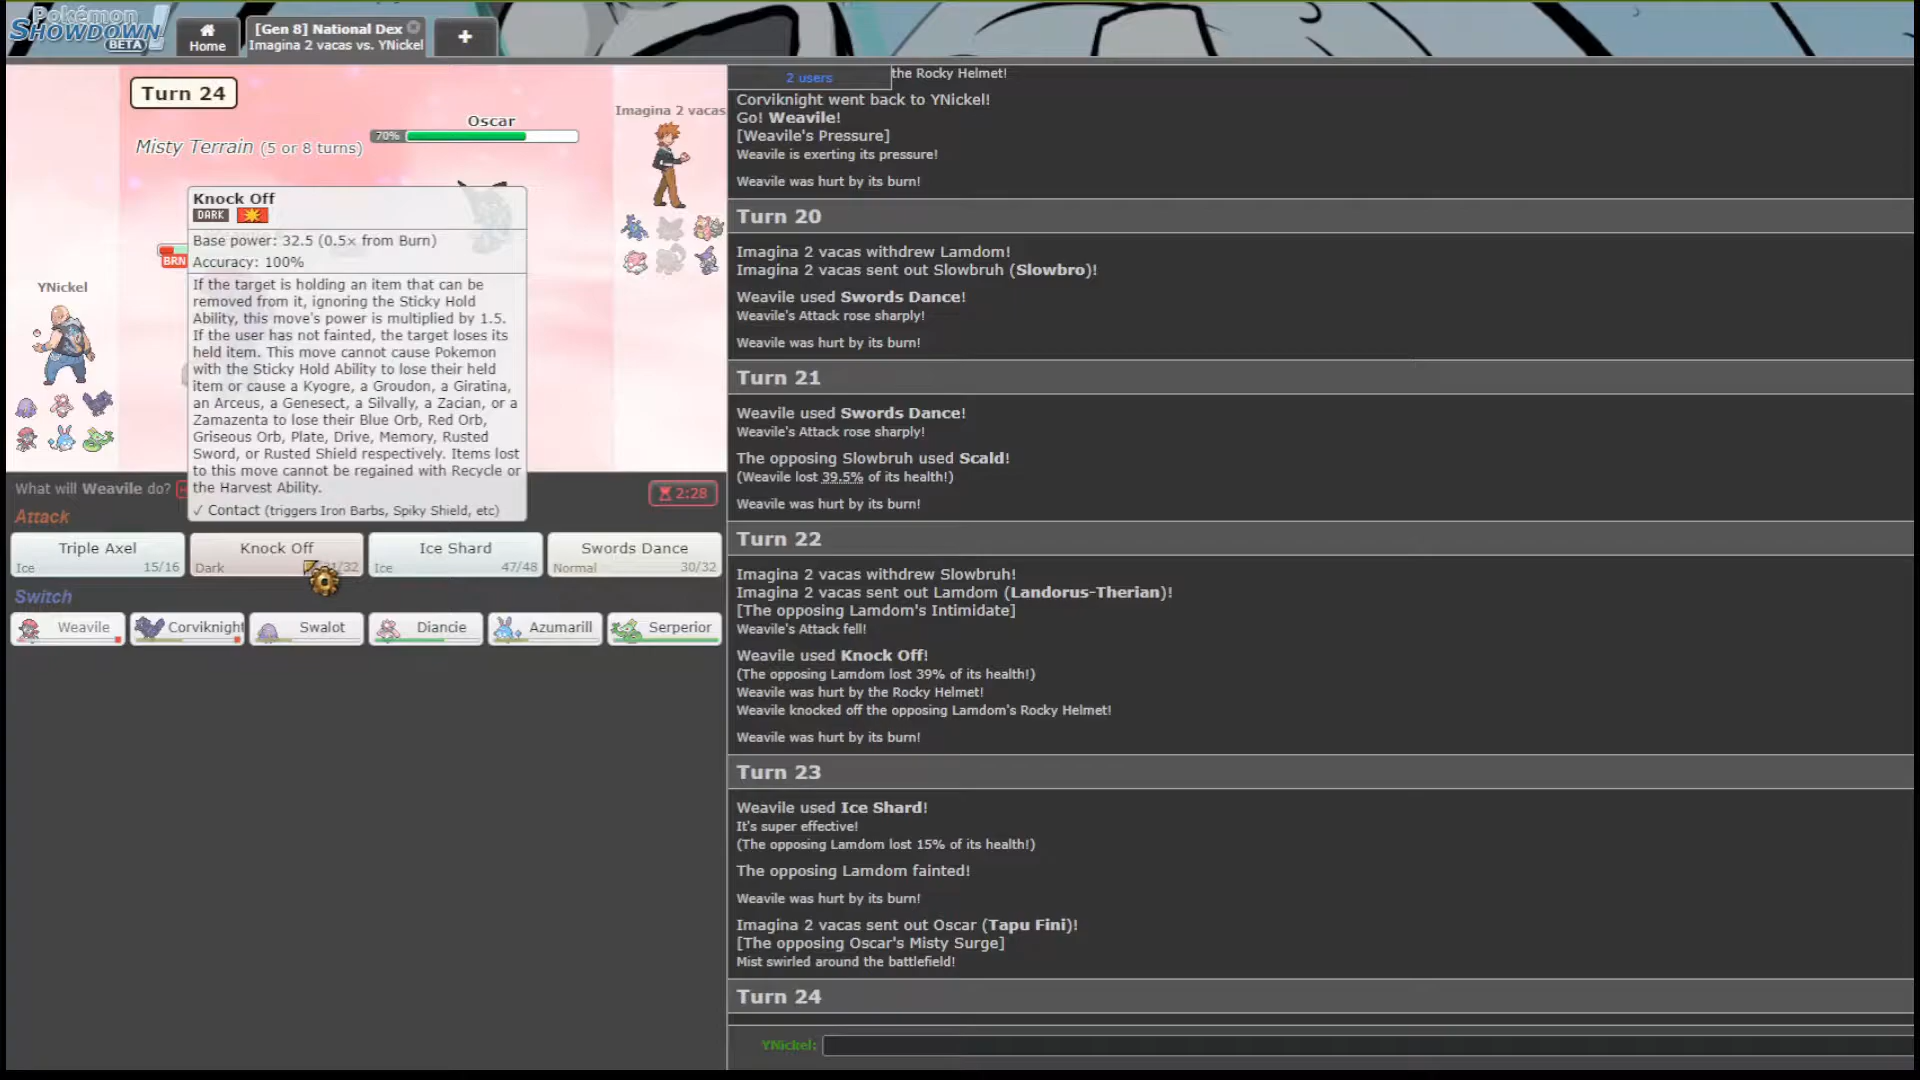 Pokémon
SHOWDOWN!
BETA
Home
[Gen 8] National Dex
Imagina 2 vacas vs. YNickel
+
Turn 24
Misty Terrain (5 or 8 turns)
Oscar
70%
Imagina 2 vacas
YNickel
BRN
Knock Off
DARK
Base power: 32.5 (0.5× from Burn)
Accuracy: 100%
If the target is holding an item that can be
removed from it, ignoring the Sticky Hold
Ability, this move's power is multiplied by 1.5.
If the user has not fainted, the target loses its
held item. This move cannot cause Pokemon
with the Sticky Hold Ability to lose their held
item or cause a Kyogre, a Groudon, a Giratina,
an Arceus, a Genesect, a Silvally, a Zacian, or a
Zamazenta to lose their Blue Orb, Red Orb,
Griseous Orb, Plate, Drive, Memory, Rusted
Sword, or Rusted Shield respectively. Items lost
to this move cannot be regained with Recycle or
the Harvest Ability.
✓ Contact (triggers Iron Barbs, Spiky Shield, etc)
What will Weavile do?
2:28
Attack
Triple Axel
Ice 15/16
Knock Off
Dark /32
Ice Shard
Ice 47/48
Swords Dance
Normal 30/32
Switch
Weavile
Corviknight
Swalot
Diancie
Azumarill
Serperior
2 users
the Rocky Helmet!
Corviknight went back to YNickel!
Go! Weavile!
[Weavile's Pressure]
Weavile is exerting its pressure!
Weavile was hurt by its burn!
Turn 20
Imagina 2 vacas withdrew Lamdom!
Imagina 2 vacas sent out Slowbruh (Slowbro)!
Weavile used Swords Dance!
Weavile's Attack rose sharply!
Weavile was hurt by its burn!
Turn 21
Weavile used Swords Dance!
Weavile's Attack rose sharply!
The opposing Slowbruh used Scald!
(Weavile lost 39.5% of its health!)
Weavile was hurt by its burn!
Turn 22
Imagina 2 vacas withdrew Slowbruh!
Imagina 2 vacas sent out Lamdom (Landorus-Therian)!
[The opposing Lamdom's Intimidate]
Weavile's Attack fell!
Weavile used Knock Off!
(The opposing Lamdom lost 39% of its health!)
Weavile was hurt by the Rocky Helmet!
Weavile knocked off the opposing Lamdom's Rocky Helmet!
Weavile was hurt by its burn!
Turn 23
Weavile used Ice Shard!
It's super effective!
(The opposing Lamdom lost 15% of its health!)
The opposing Lamdom fainted!
Weavile was hurt by its burn!
Imagina 2 vacas sent out Oscar (Tapu Fini)!
[The opposing Oscar's Misty Surge]
Mist swirled around the battlefield!
Turn 24
YNickel: